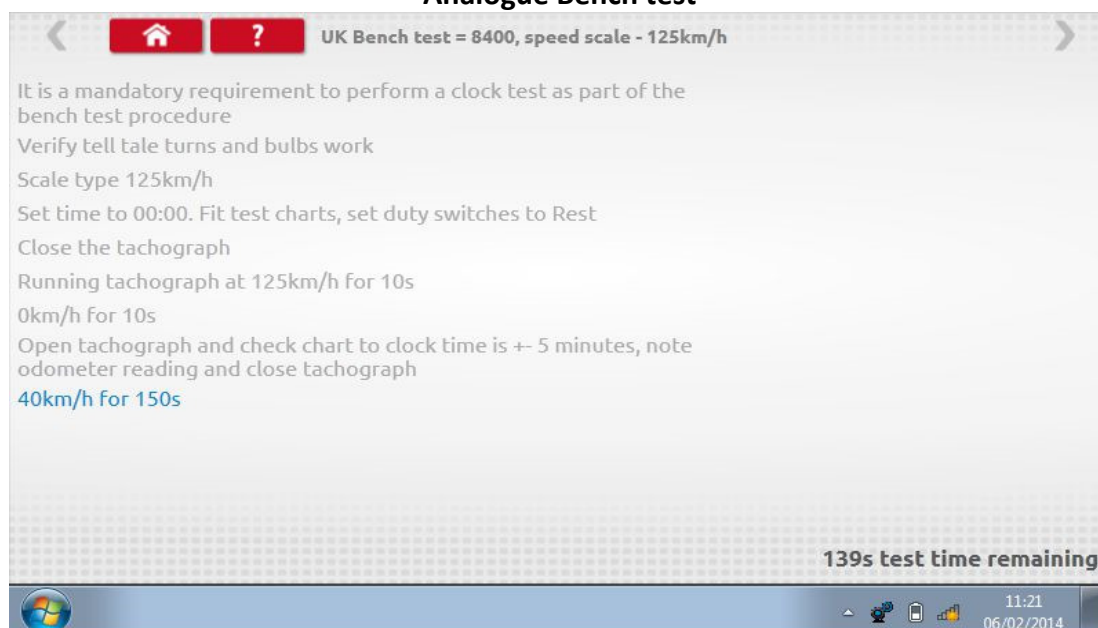 Analogue Bench test
? UK Bench test = 8400, speed scale - 125km/h
It is a mandatory requirement to perform a clock test as part of the
bench test procedure
Verify tell tale turns and bulbs work
Scale type 125km/h
Set time to 00:00. Fit test charts, set duty switches to Rest
Close the tachograph
Running tachograph at 125km/h for 10s
0km/h for 10s
Open tachograph and check chart to clock time is +- 5 minutes, note
odometer reading and close tachograph
40km/h for 150s
139s test time remaining
11:21
06/02/2014